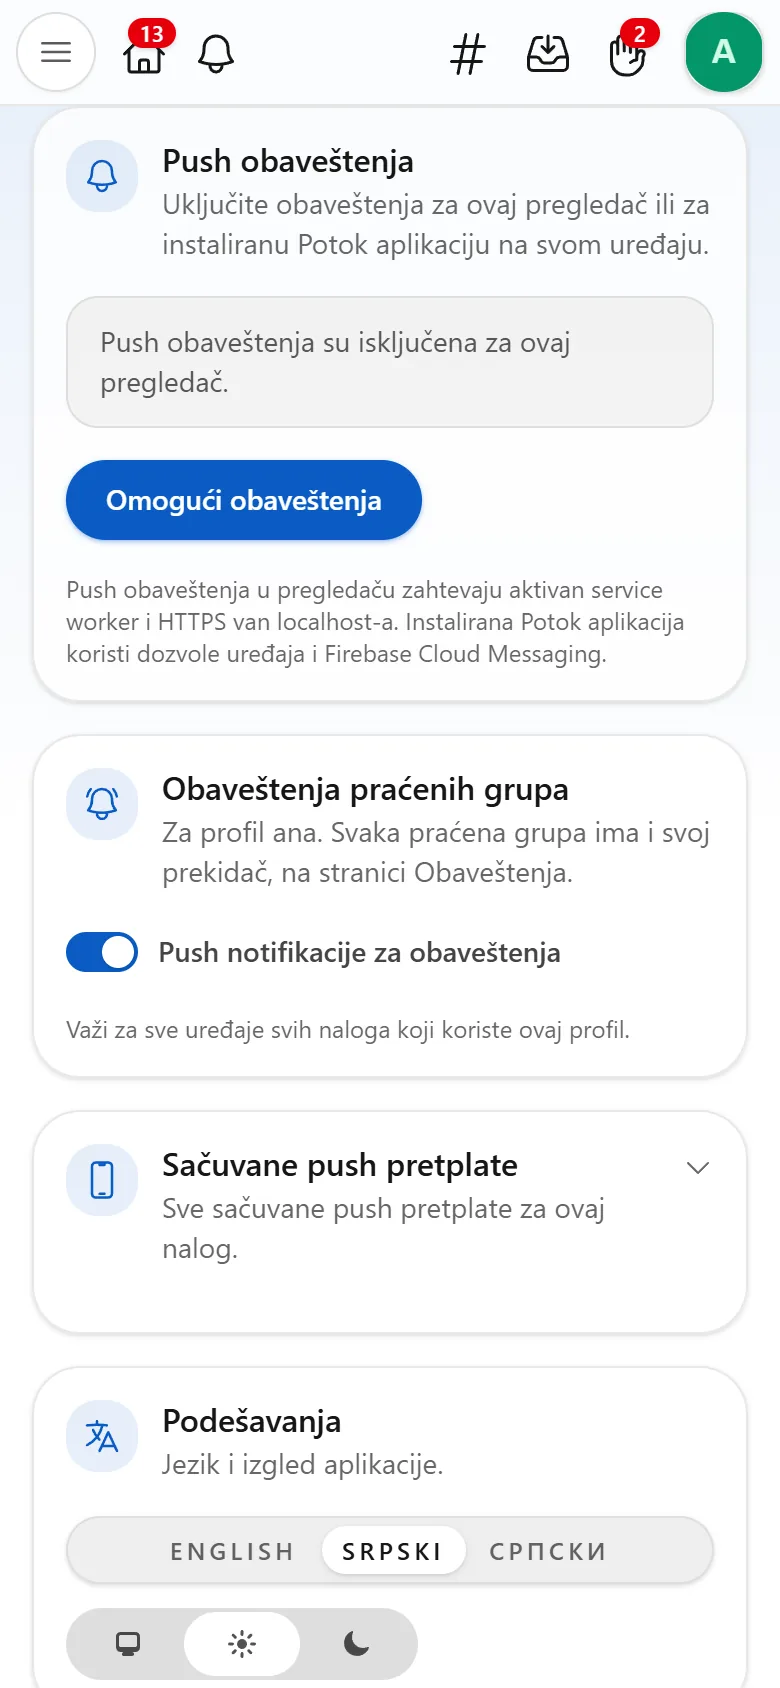 13
2
A
Push obaveštenja
Uključite obaveštenja za ovaj pregledač ili za
instaliranu Potok aplikaciju na svom uređaju.
Push obaveštenja su isključena za ovaj
pregledač.
Omogući obaveštenja
Push obaveštenja u pregledaču zahtevaju aktivan service
worker i HTTPS van localhost-a. Instalirana Potok aplikacija
koristi dozvole uređaja i Firebase Cloud Messaging.
Obaveštenja praćenih grupa
Za profil ana. Svaka praćena grupa ima i svoj
prekidač, na stranici Obaveštenja.
Push notifikacije za obaveštenja
Važi za sve uređaje svih naloga koji koriste ovaj profil.
Sačuvane push pretplate
Sve sačuvane push pretplate za ovaj
nalog.
Podešavanja
Jezik i izgled aplikacije.
ENGLISH SRPSKI СРПСКИ